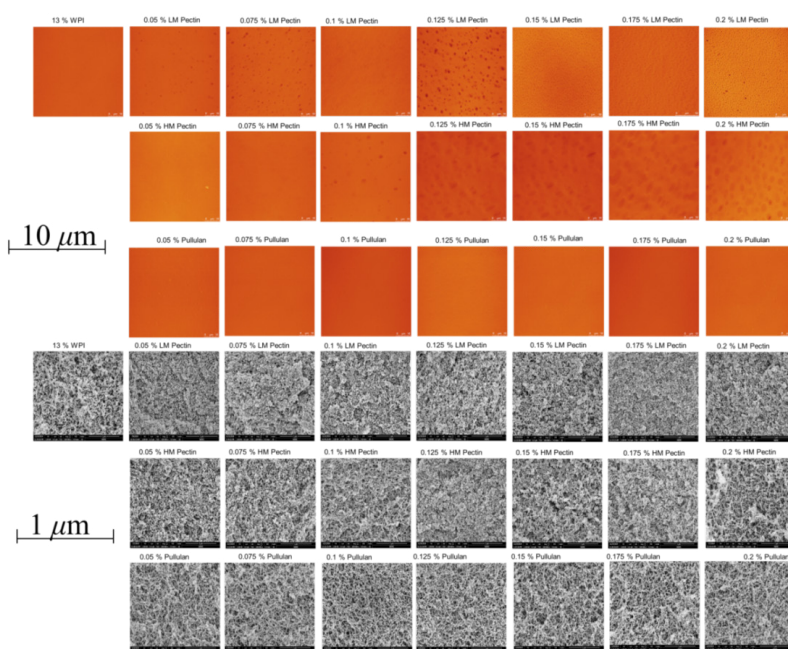 13 % WPI 0.05 % LM Pectin 0.075 % LM Pectin 0.1 % LM Pectin 0.125 % LM Pectin 0.15 % LM Pectin 0.175 % LM Pectin 0.2 % LM Pectin
0.05 % HM Pectin 0.075 % HM Pectin 0.1 % HM Pectin 0.125 % HM Pectin 0.15 % HM Pectin 0.175 % HM Pectin 0.2 % HM Pectin
10 μm
0.05 % Pullulan 0.075 % Pullulan 0.1 % Pullulan 0.125 % Pullulan 0.15 % Pullulan 0.175 % Pullulan 0.2 % Pullulan
13 % WPI 0.05 % LM Pectin 0.075 % LM Pectin 0.1 % LM Pectin 0.125 % LM Pectin 0.15 % LM Pectin 0.175 % LM Pectin 0.2 % LM Pectin
0.05 % HM Pectin 0.075 % HM Pectin 0.1 % HM Pectin 0.125 % HM Pectin 0.15 % HM Pectin 0.175 % HM Pectin 0.2 % HM Pectin
1 μm
0.05 % Pullulan 0.075 % Pullulan 0.1 % Pullulan 0.125 % Pullulan 0.15 % Pullulan 0.175 % Pullulan 0.2 % Pullulan